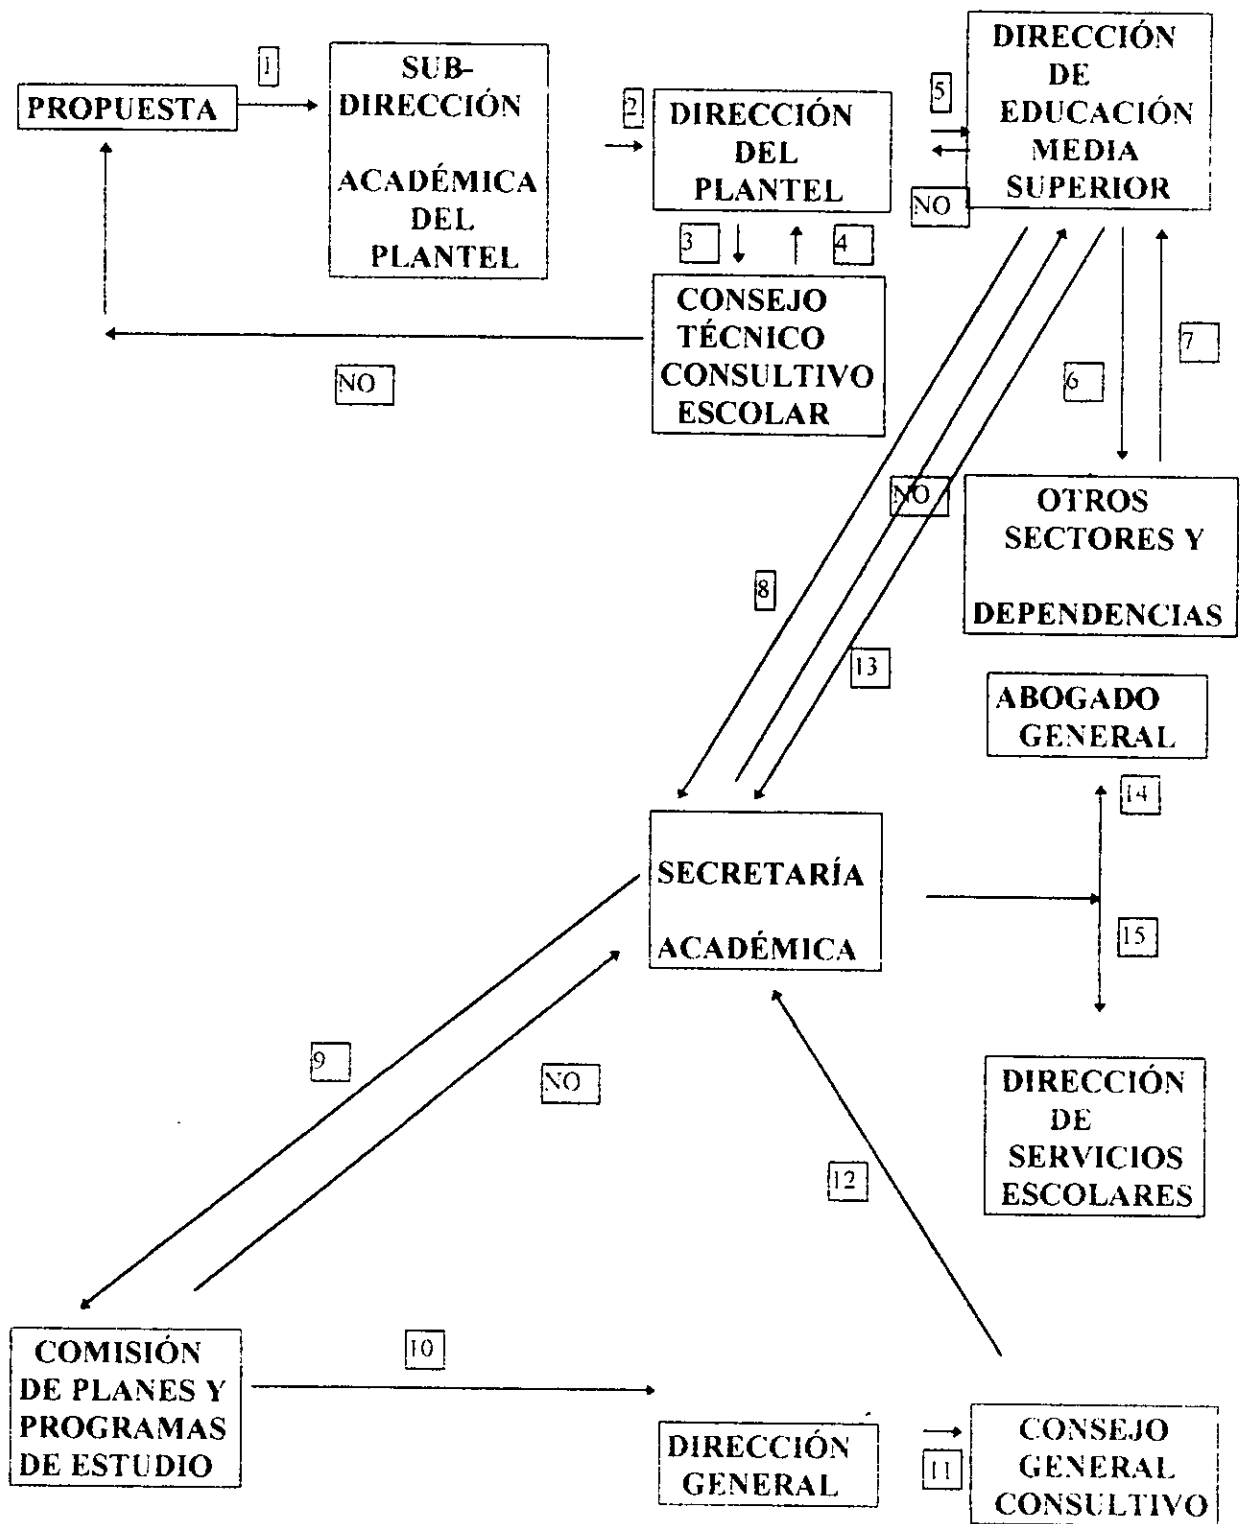 1
PROPUESTA
SUB-
DIRECCIÓN
ACADÉMICA
DEL
PLANTEL
2
DIRECCIÓN
DEL
PLANTEL
5
NO
DIRECCIÓN
DE
EDUCACIÓN
MEDIA
SUPERIOR
3
4
CONSEJO
TÉCNICO
CONSULTIVO
ESCOLAR
NO
6
7
NO
OTROS
SECTORES Y
DEPENDENCIAS
8
13
ABOGADO
GENERAL
14
SECRETARÍA
ACADÉMICA
15
9
NO
DIRECCIÓN
DE
SERVICIOS
ESCOLARES
12
COMISIÓN
DE PLANES Y
PROGRAMAS
DE ESTUDIO
10
DIRECCIÓN
GENERAL
11
CONSEJO
GENERAL
CONSULTIVO